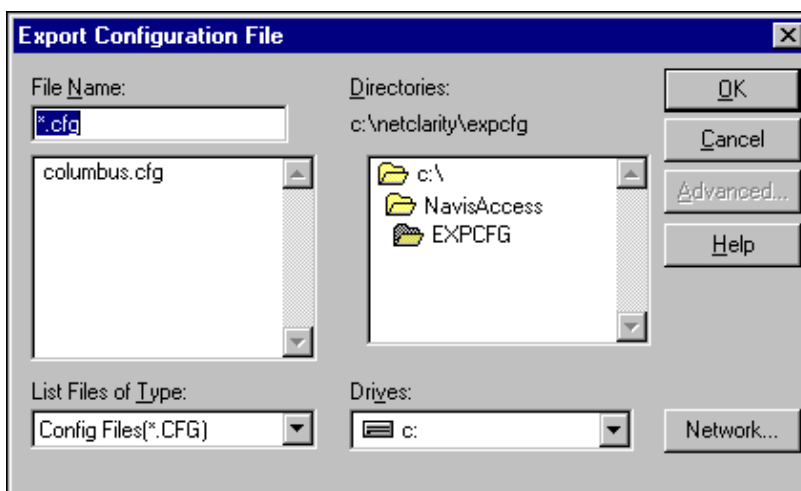 Export Configuration File
File Name:
*.cfg
columbus.cfg
List Files of Type:
Config Files(*.CFG)
Directories:
c:\netclarity\expcfg
c:\
NavisAccess
EXPCFG
Drives:
c:
OK
Cancel
Advanced...
Help
Network...